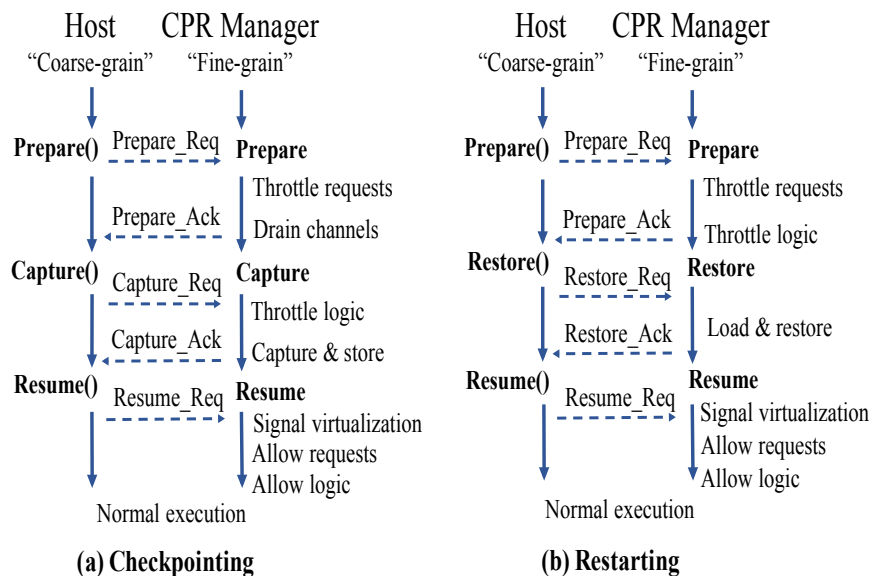 Host CPR Manager
“Coarse-grain” “Fine-grain”
Prepare() Prepare_Req Prepare
Throttle requests
Prepare_Ack Drain channels
Capture() Capture_Req Capture
Throttle logic
Capture_Ack Capture & store
Resume() Resume_Req Resume
Signal virtualization
Allow requests
Allow logic
Normal execution
(a) Checkpointing
Host CPR Manager
“Coarse-grain” “Fine-grain”
Prepare() Prepare_Req Prepare
Throttle requests
Prepare_Ack Throttle logic
Restore() Restore_Req Restore
Restore_Ack Load & restore
Resume() Resume_Req Resume
Signal virtualization
Allow requests
Allow logic
Normal execution
(b) Restarting